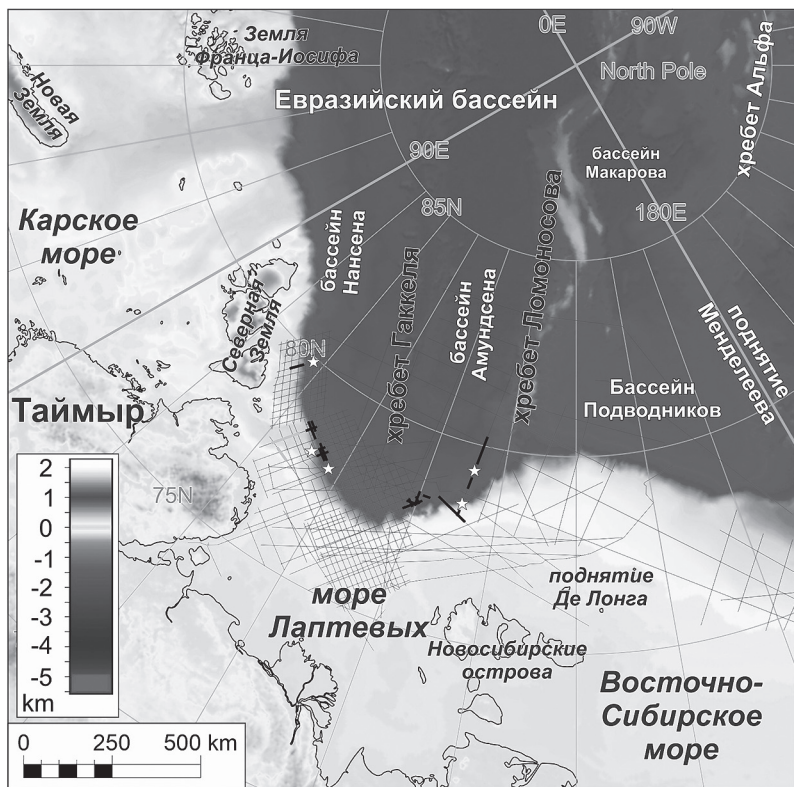 Земля
Франца-Иосифа
0E
90W
North Pole
хребет Альфа
Новая
Земля
Евразийский бассейн
бассейн
Макарова
90E
85N
180E
Карское
море
бассейн
Нансена
хребет Гаккеля
бассейн
Амундсена
хребет Ломоносова
поднятие
Менделеева
Северная
Земля
80N
Бассейн
Подводников
Таймыр
75N
2
1
0
-1
-2
-3
-4
-5
km
море
Лаптевых
поднятие
Де Лонга
Новосибирские
острова
Восточно-
Сибирское
море
0 250 500 km